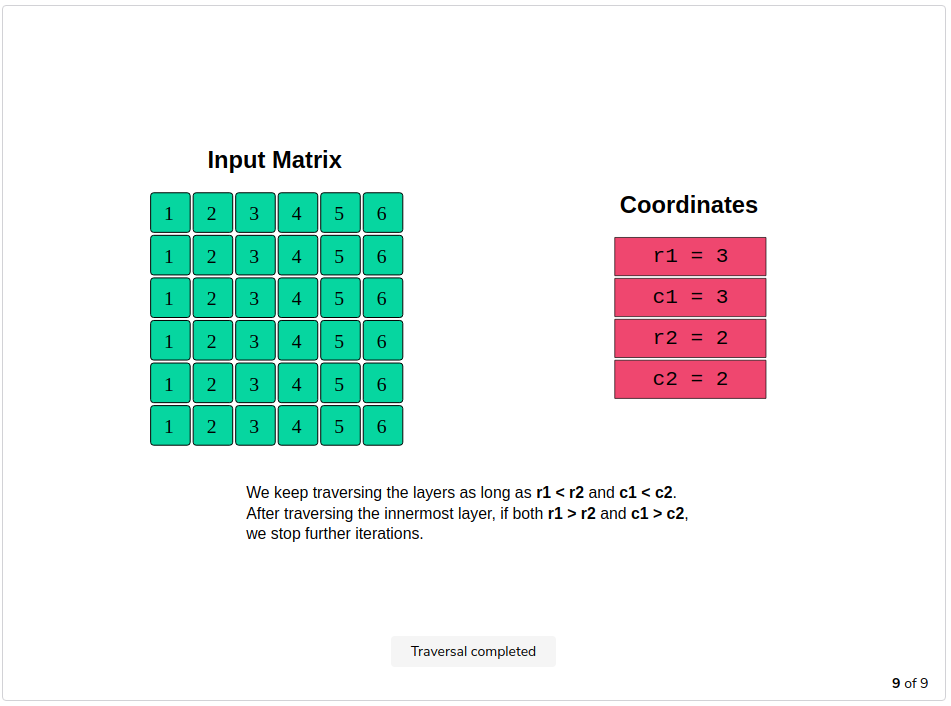 Input Matrix
1 2 3 4 5 6
1 2 3 4 5 6
1 2 3 4 5 6
1 2 3 4 5 6
1 2 3 4 5 6
1 2 3 4 5 6
Coordinates
r1 = 3
c1 = 3
r2 = 2
c2 = 2
We keep traversing the layers as long as r1 < r2 and c1 < c2.
After traversing the innermost layer, if both r1 > r2 and c1 > c2,
we stop further iterations.
Traversal completed
9 of 9